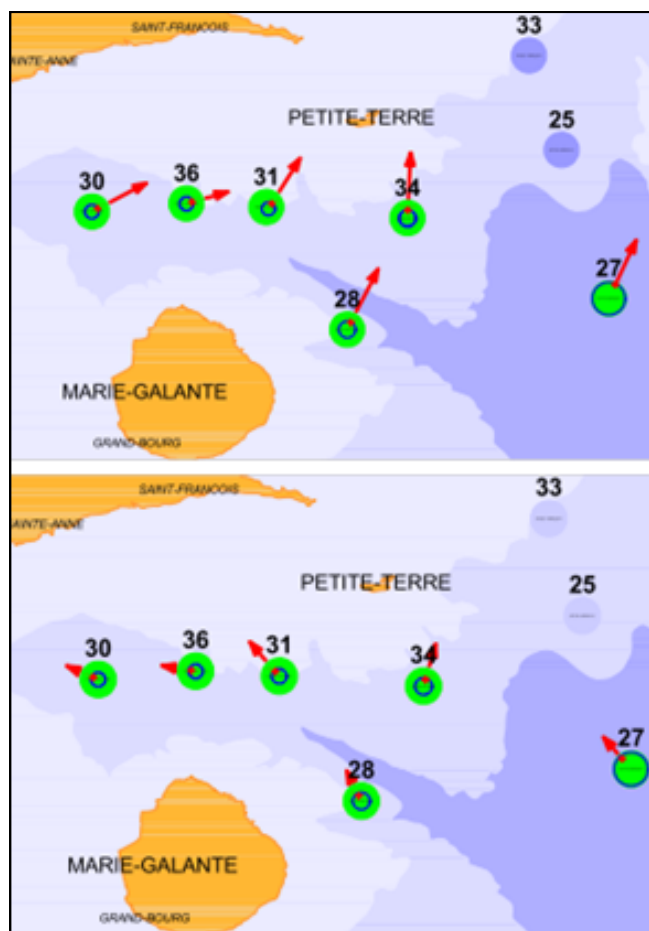 SAINT-FRANCOIS
33
AINTE-ANNE
PETITE-TERRE
25
30
36
31
34
27
28
MARIE-GALANTE
GRAND-BOURG
SAINT-FRANCOIS
33
AINTE-ANNE
PETITE-TERRE
25
30
36
31
34
27
28
MARIE-GALANTE
GRAND-BOURG